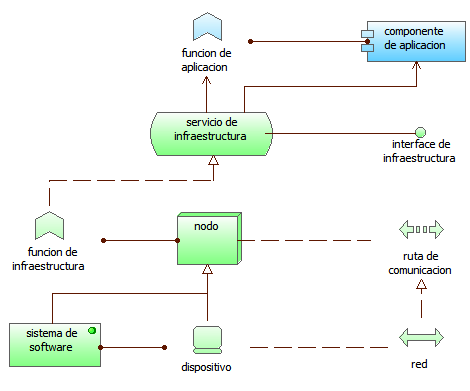 componente
de aplicacion
funcion de
aplicacion
servicio de
infraestructura
interface de
infraestructura
nodo
funcion de
infraestructura
ruta de
comunicacion
sistema de
software
dispositivo
red